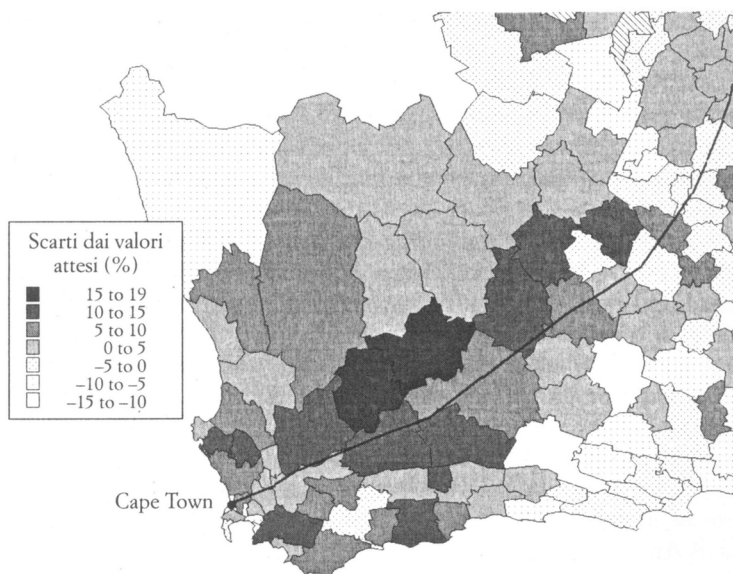 Scarti dai valori
attesi (%)
15 to 19
10 to 15
5 to 10
0 to 5
–5 to 0
–10 to –5
–15 to –10
Cape Town